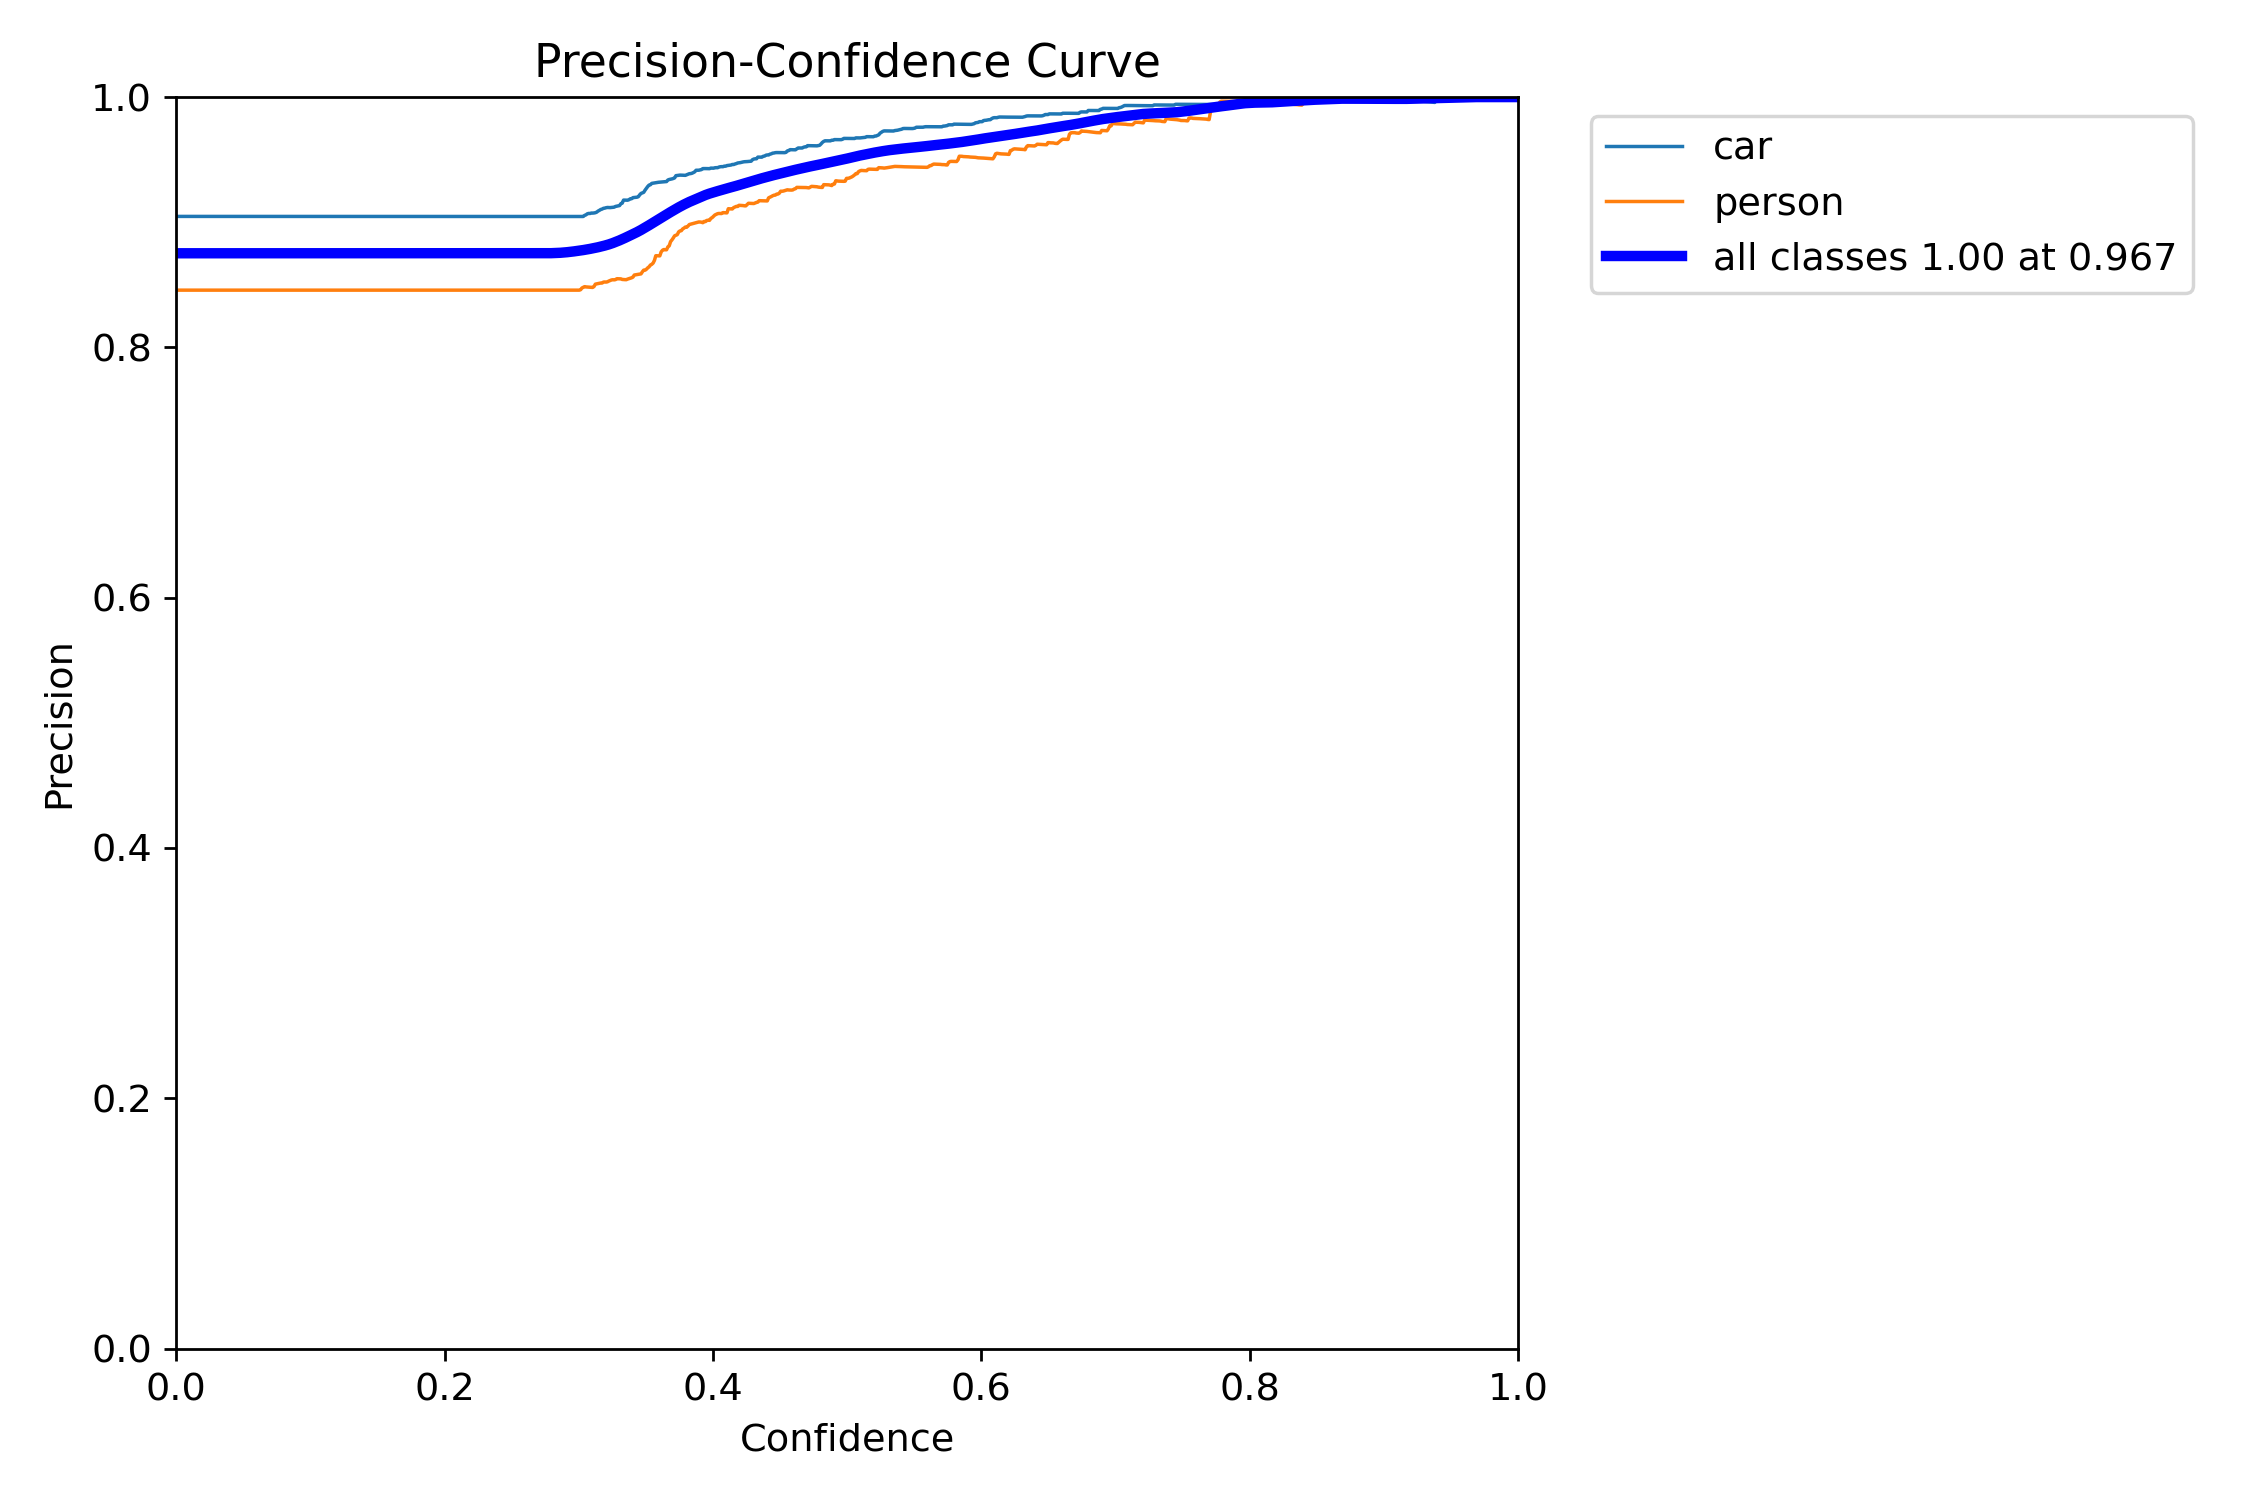 Precision-Confidence Curve
1.0
0.8
0.6
0.4
0.2
0.0
Precision
0.0 0.2 0.4 0.6 0.8 1.0
Confidence
car
person
all classes 1.00 at 0.967